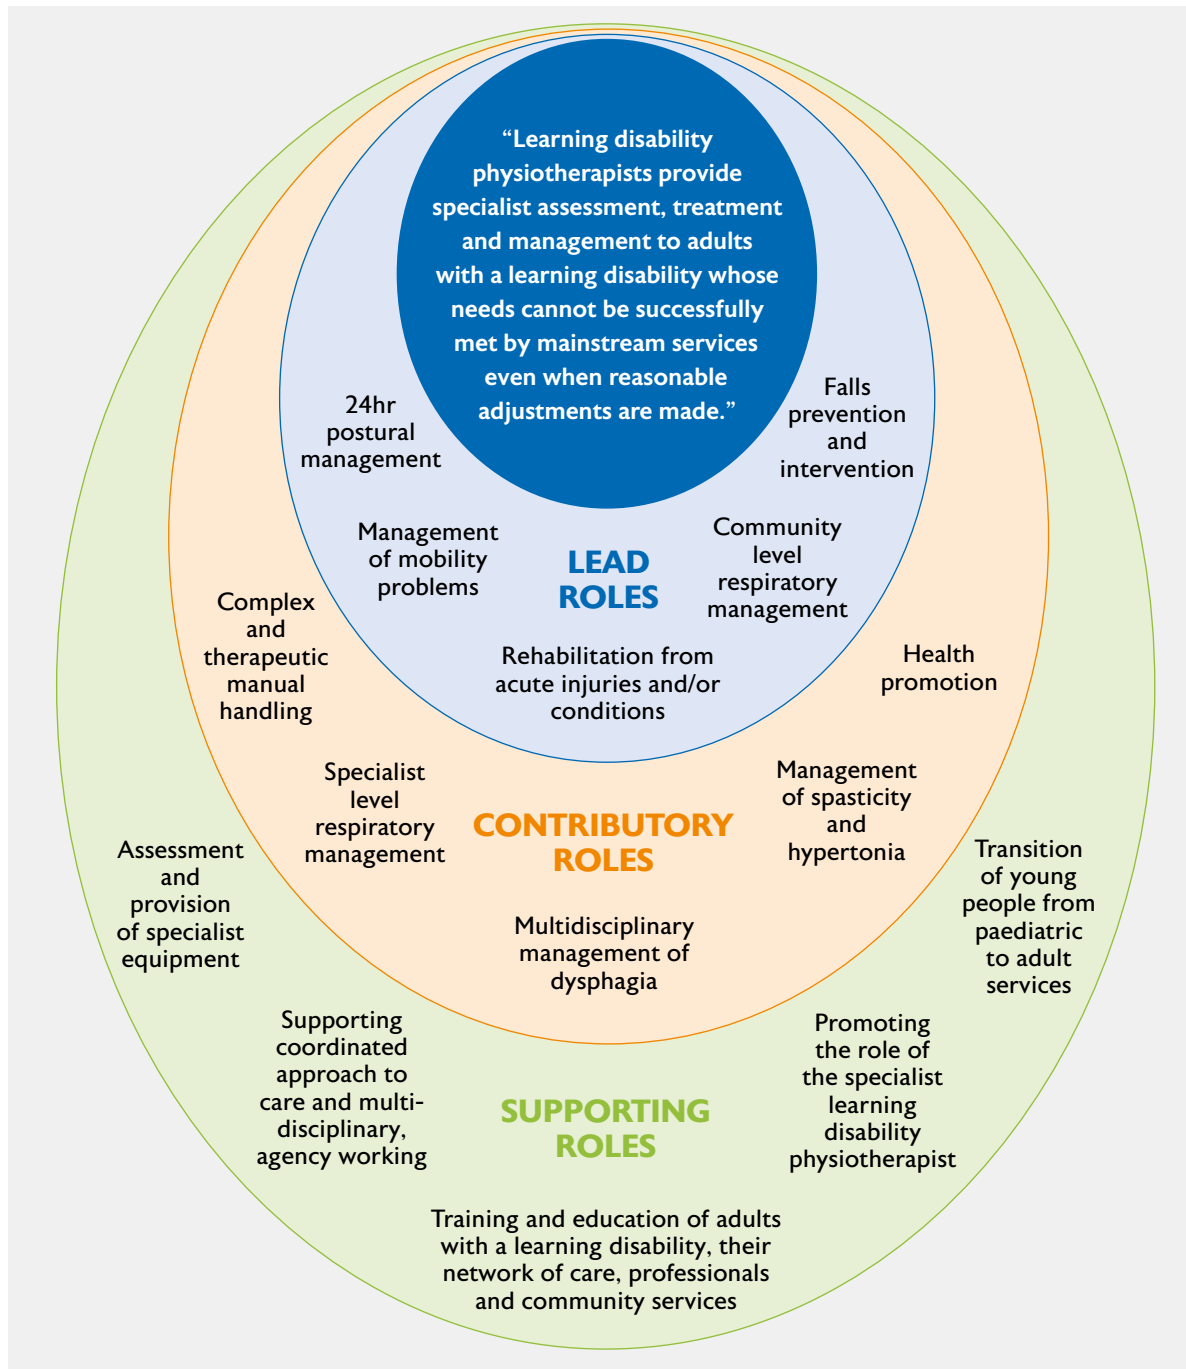 “Learning disability
physiotherapists provide
specialist assessment, treatment
and management to adults
with a learning disability whose
needs cannot be successfully
met by mainstream services
even when reasonable
adjustments are made.”
24hr
postural
management
Falls
prevention
and
intervention
Management
of mobility
problems
LEAD
ROLES
Community
level
respiratory
management
Rehabilitation from
acute injuries and/or
conditions
Complex
and
therapeutic
manual
handling
Health
promotion
Specialist
level
respiratory
management
CONTRIBUTORY
ROLES
Management
of spasticity
and
hypertonia
Multidisciplinary
management of
dysphagia
Assessment
and
provision
of specialist
equipment
Transition
of young
people from
paediatric
to adult
services
Supporting
coordinated
approach to
care and multi-
disciplinary,
agency working
SUPPORTING
ROLES
Promoting
the role of
the specialist
learning
disability
physiotherapist
Training and education of adults
with a learning disability, their
network of care, professionals
and community services